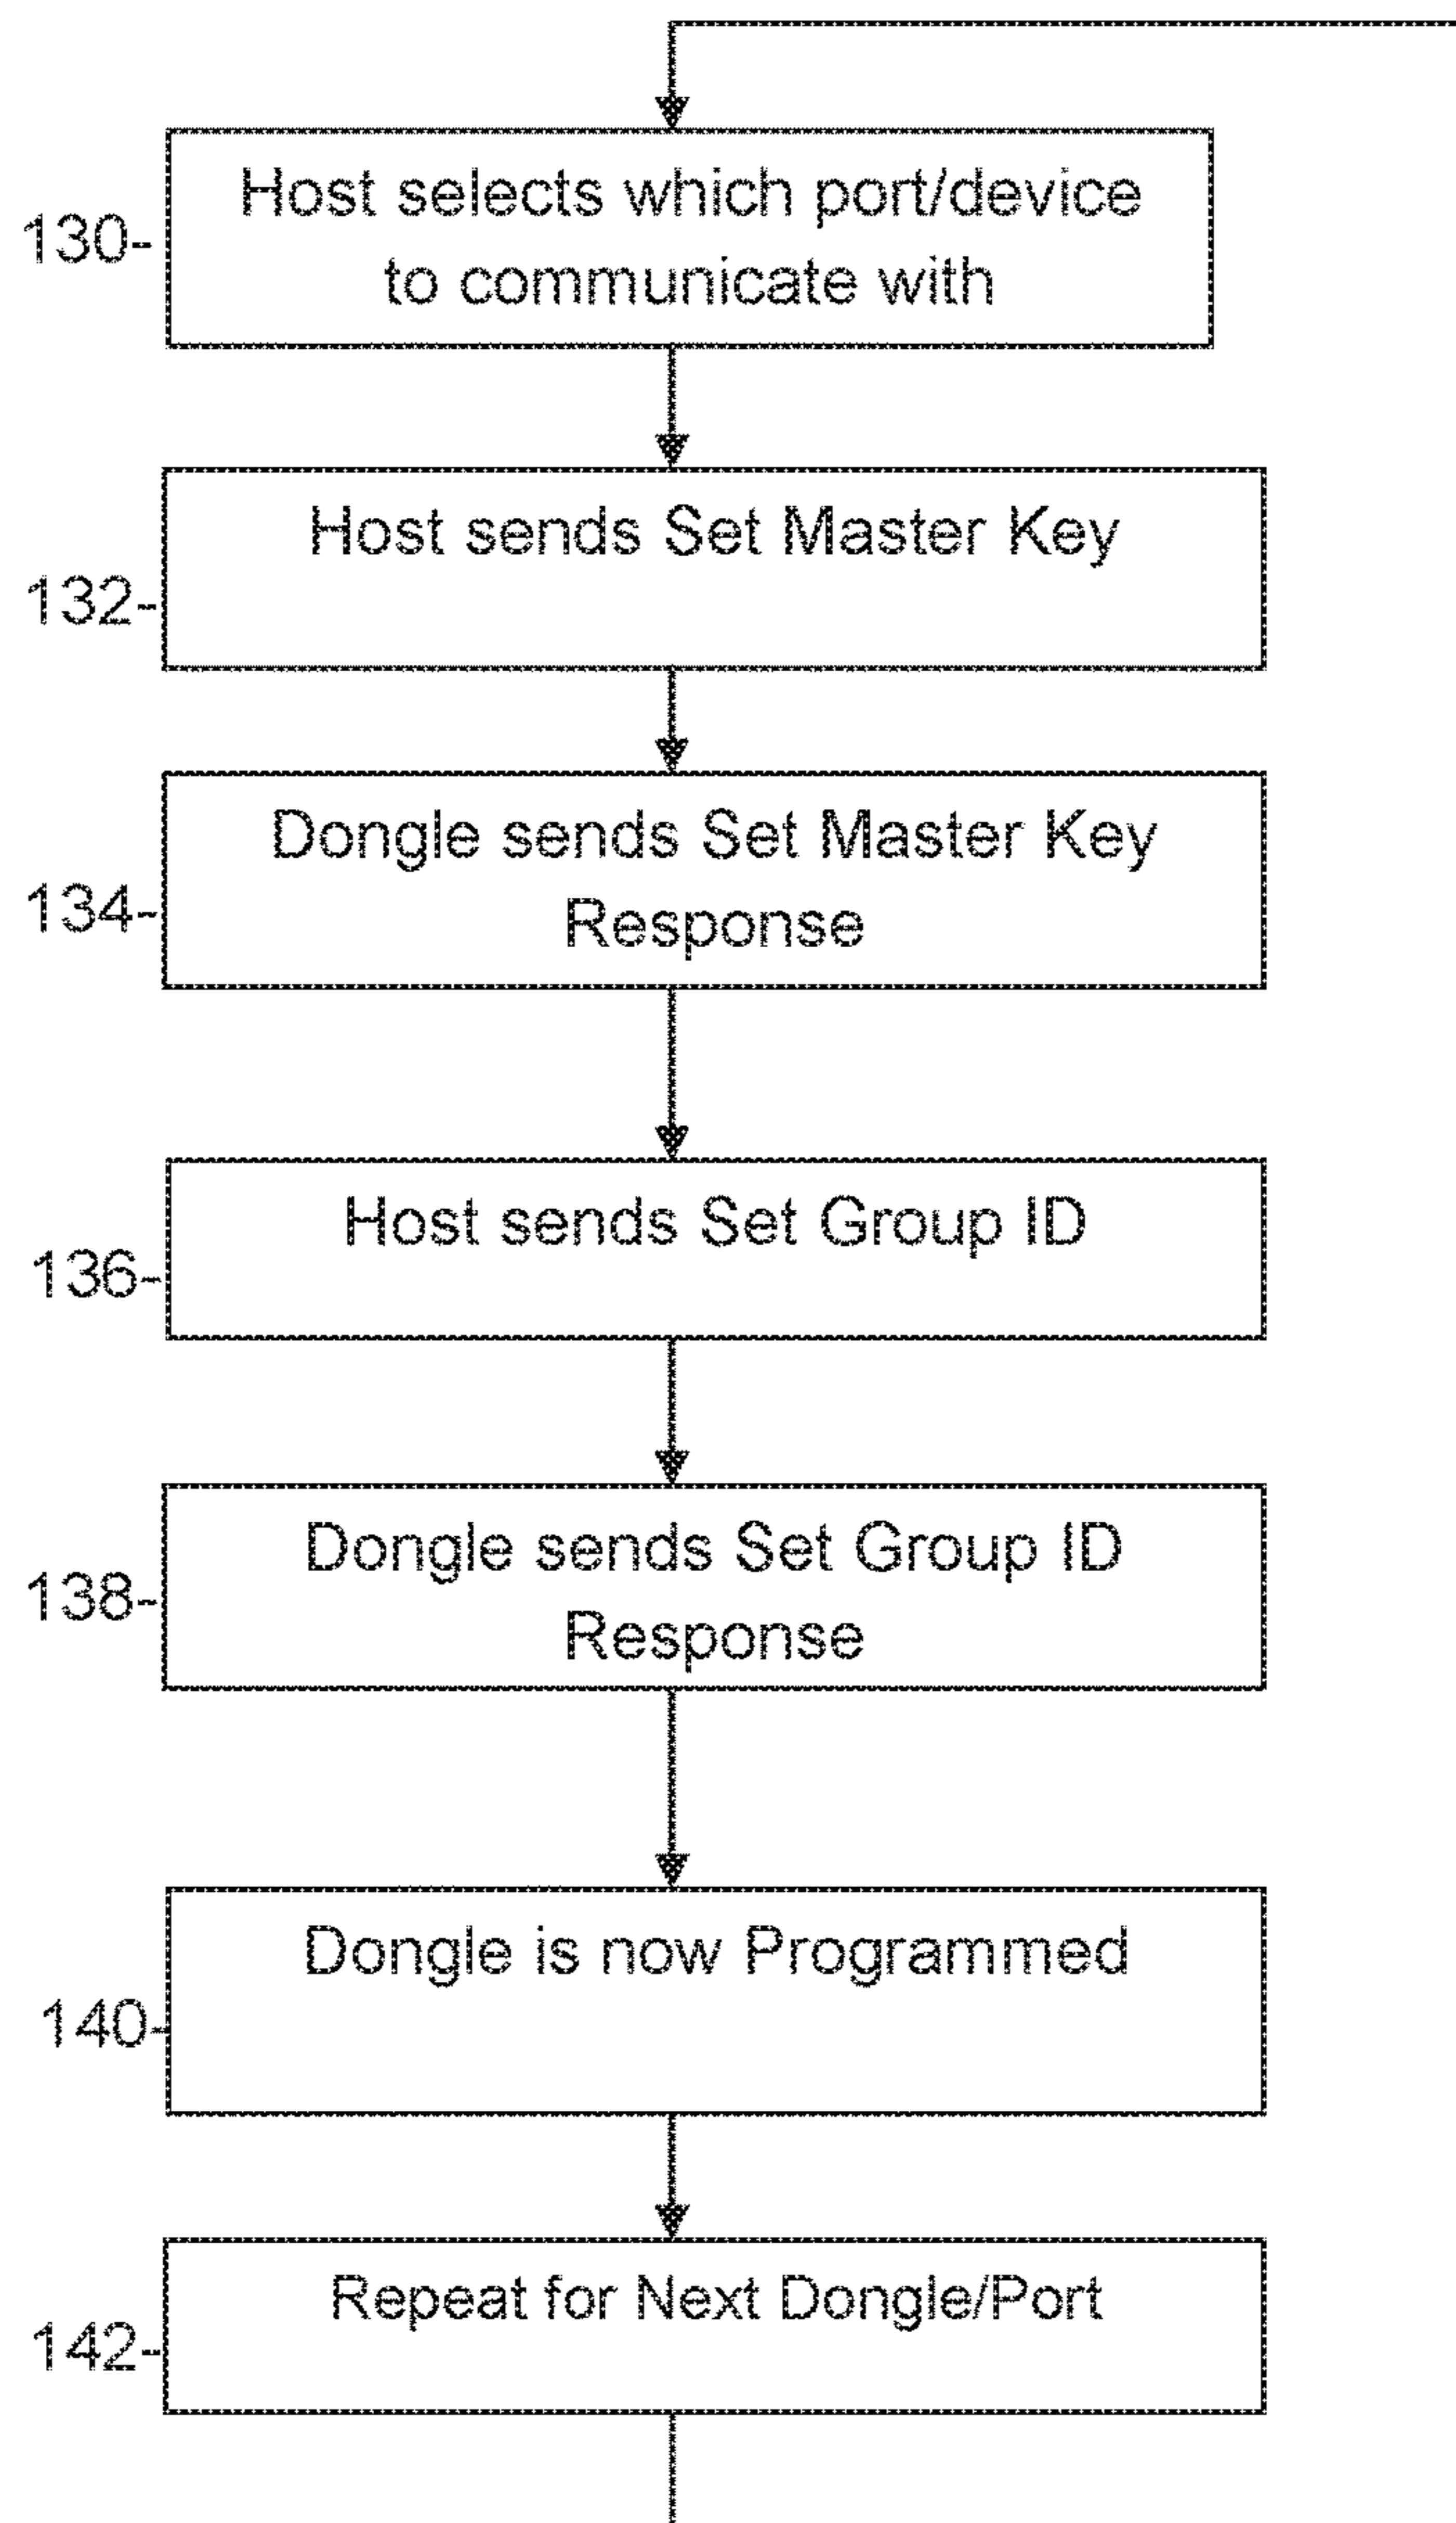 Host selects which port/device
130-
to communicate with
Host sends Set Master Key
132-
Dongle sends Set Master Key
134-
Response
Host sends Set Group ID
136-
Dongle sends Set Group ID
138-
Response
Dongle is now Programmed
140-
Repeat for Next Dongle/Port
142-